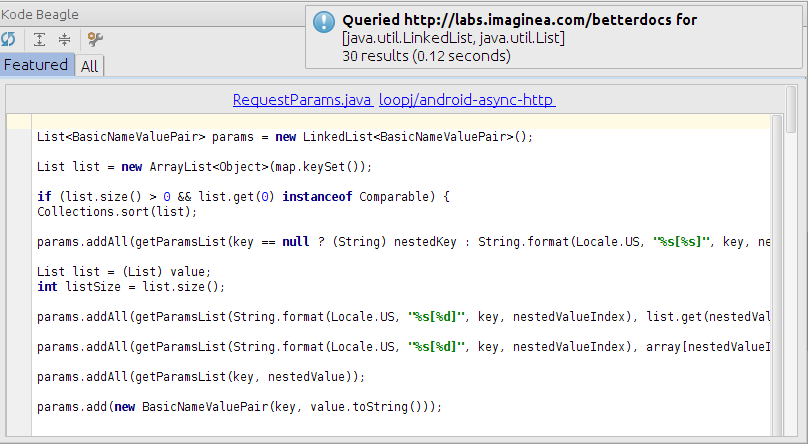 Kode Beagle
Queried http://labs.imaginea.com/betterdocs for
[java.util.LinkedList, java.util.List]
30 results (0.12 seconds)
Featured All
RequestParams.java loopj/android-async-http
List<BasicNameValuePair> params = new LinkedList<BasicNameValuePair>();
List list = new ArrayList<Object>(map.keySet());
if (list.size() > 0 && list.get(0) instanceof Comparable) {
Collections.sort(list);
params.addAll(getParamsList(key == null ? (String) nestedKey : String.format(Locale.US, "%s[%s]", key, ne
List list = (List) value;
int listSize = list.size();
params.addAll(getParamsList(String.format(Locale.US, "%s[%d]", key, nestedValueIndex), list.get(nestedVal
params.addAll(getParamsList(String.format(Locale.US, "%s[%d]", key, nestedValueIndex), array[nestedValueI
params.addAll(getParamsList(key, nestedValue));
params.add(new BasicNameValuePair(key, value.toString()));